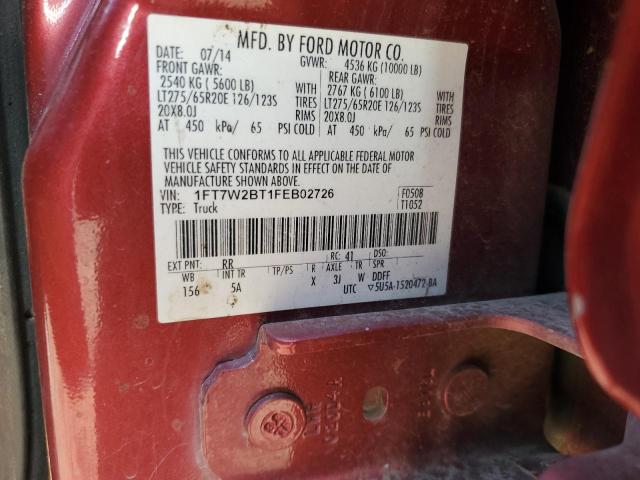 MFD. BY FORD MOTOR CO.
DATE: 07/14 GVWR: 4536 KG (10000 LB)
FRONT GAWR: REAR GAWR:
2540 KG ( 5600 LB) WITH 2767 KG ( 6100 LB) WITH
LT275/65R20E 126/123S TIRES LT275/65R20E 126/123S TIRES
20X8.0J RIMS 20X8.0J RIMS
AT 450 kPa/ 65 PSI COLD AT 450 kPa/ 65 PSI COLD
THIS VEHICLE CONFORMS TO ALL APPLICABLE FEDERAL MOTOR
VEHICLE SAFETY STANDARDS IN EFFECT ON THE DATE OF
MANUFACTURE SHOWN ABOVE.
VIN: 1FT7W2BT1FEB02726 F0508
TYPE: Truck T1052
EXT PNT: RR RC: 41 DSO:
WB INT TR TP/PS R AXLE TR SPR
156 5A X 3J W DDFF
UTC ▽5U5A-1520472-BA